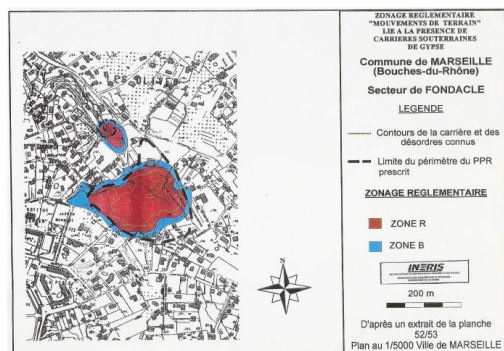 ZONAGE REGLEMENTAIRE
"MOUVEMENTS DE TERRAIN"
LIE A LA PRESENCE DE
CARRIERES SOUTERRAINES
DE GYPSE
Commune de MARSEILLE
(Bouches-du-Rhône)
Secteur de FONDACLE
LEGENDE
Contours de la carrière et des
désordres connus
Limite du périmètre du PPR
prescrit
ZONAGE REGLEMENTAIRE
ZONE R
ZONE B
INERIS
200 m
D'après un extrait de la planche
52/53
Plan au 1/5000 Ville de MARSEILLE
N